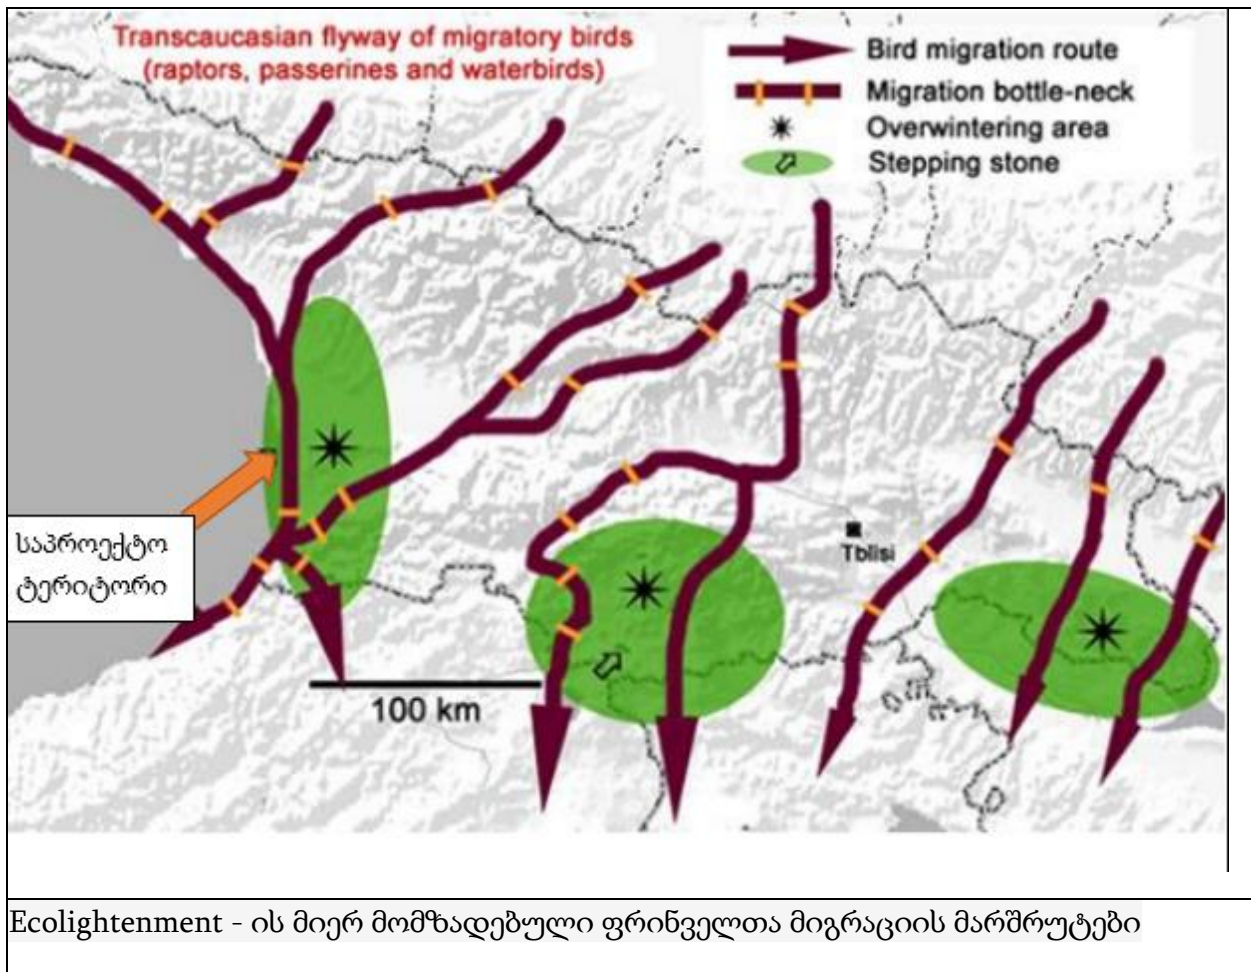 Transcaucasian flyway of migratory birds
(raptors, passerines and waterbirds)
Bird migration route
Migration bottle-neck
Overwintering area
Stepping stone
Tbilisi
საპროექტო
ტერიტორი
100 km
Ecolightenment - ის მიერ მომზადებული ფრინველთა მიგრაციის მარშრუტები